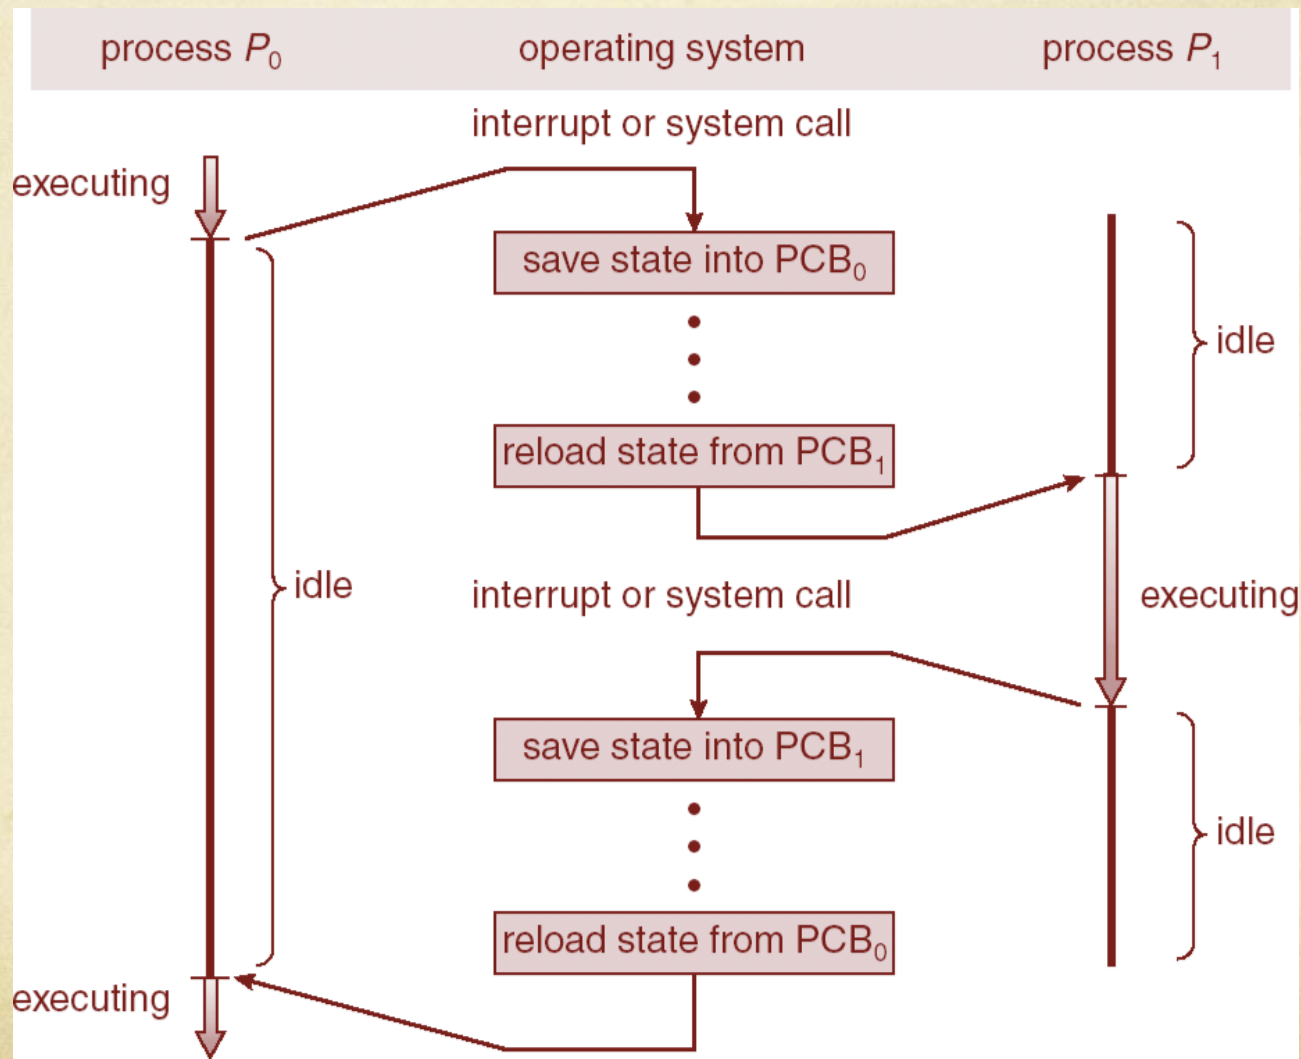 process P₀ operating system process P₁
interrupt or system call
executing
save state into PCB₀
idle
reload state from PCB₁
idle
interrupt or system call
executing
save state into PCB₁
idle
reload state from PCB₀
executing